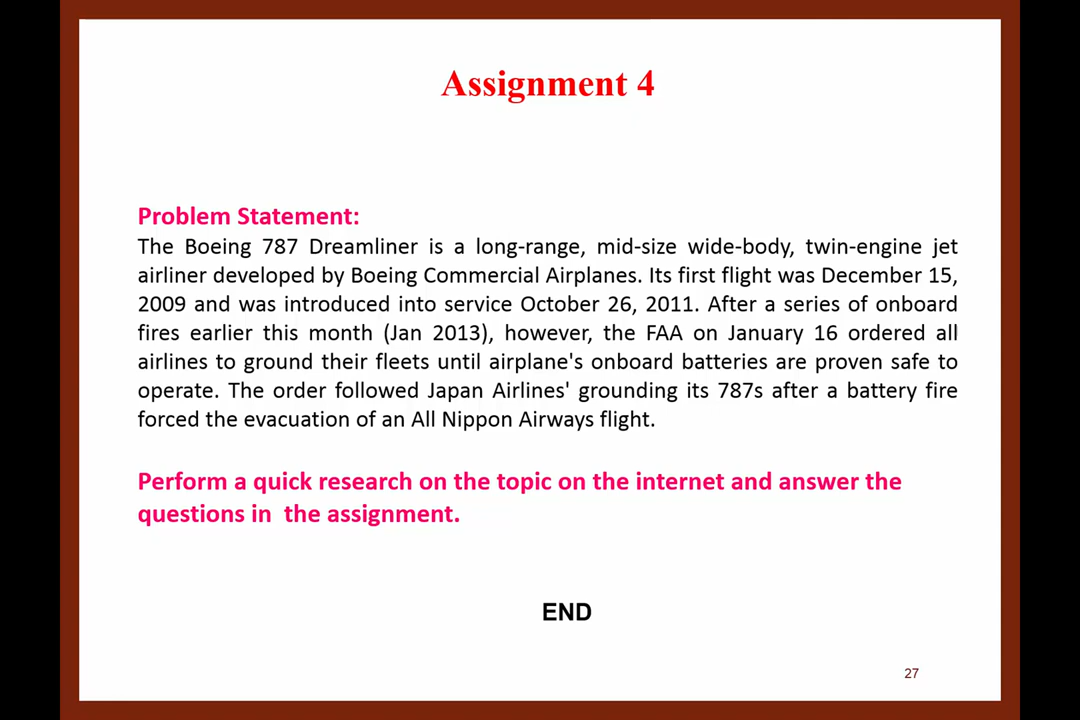 Assignment 4
Problem Statement:
The Boeing 787 Dreamliner is a long-range, mid-size wide-body, twin-engine jet
airliner developed by Boeing Commercial Airplanes. Its first flight was December 15,
2009 and was introduced into service October 26, 2011. After a series of onboard
fires earlier this month (Jan 2013), however, the FAA on January 16 ordered all
airlines to ground their fleets until airplane's onboard batteries are proven safe to
operate. The order followed Japan Airlines' grounding its 787s after a battery fire
forced the evacuation of an All Nippon Airways flight.
Perform a quick research on the topic on the internet and answer the
questions in  the assignment.
END
27